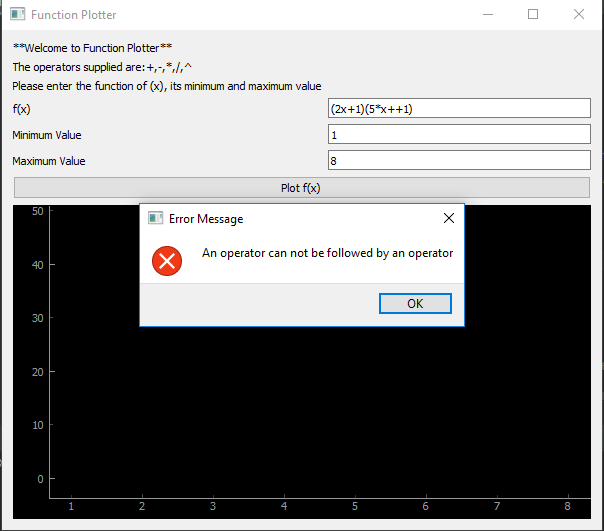 Function Plotter
**Welcome to Function Plotter**
The operators supplied are:+,-,*,/,^
Please enter the function of (x), its minimum and maximum value
f(x)
(2x+1)(5*x++1)
Minimum Value
1
Maximum Value
8
Plot f(x)
Error Message
An operator can not be followed by an operator
OK
50
40
30
20
10
0
1 2 3 4 5 6 7 8